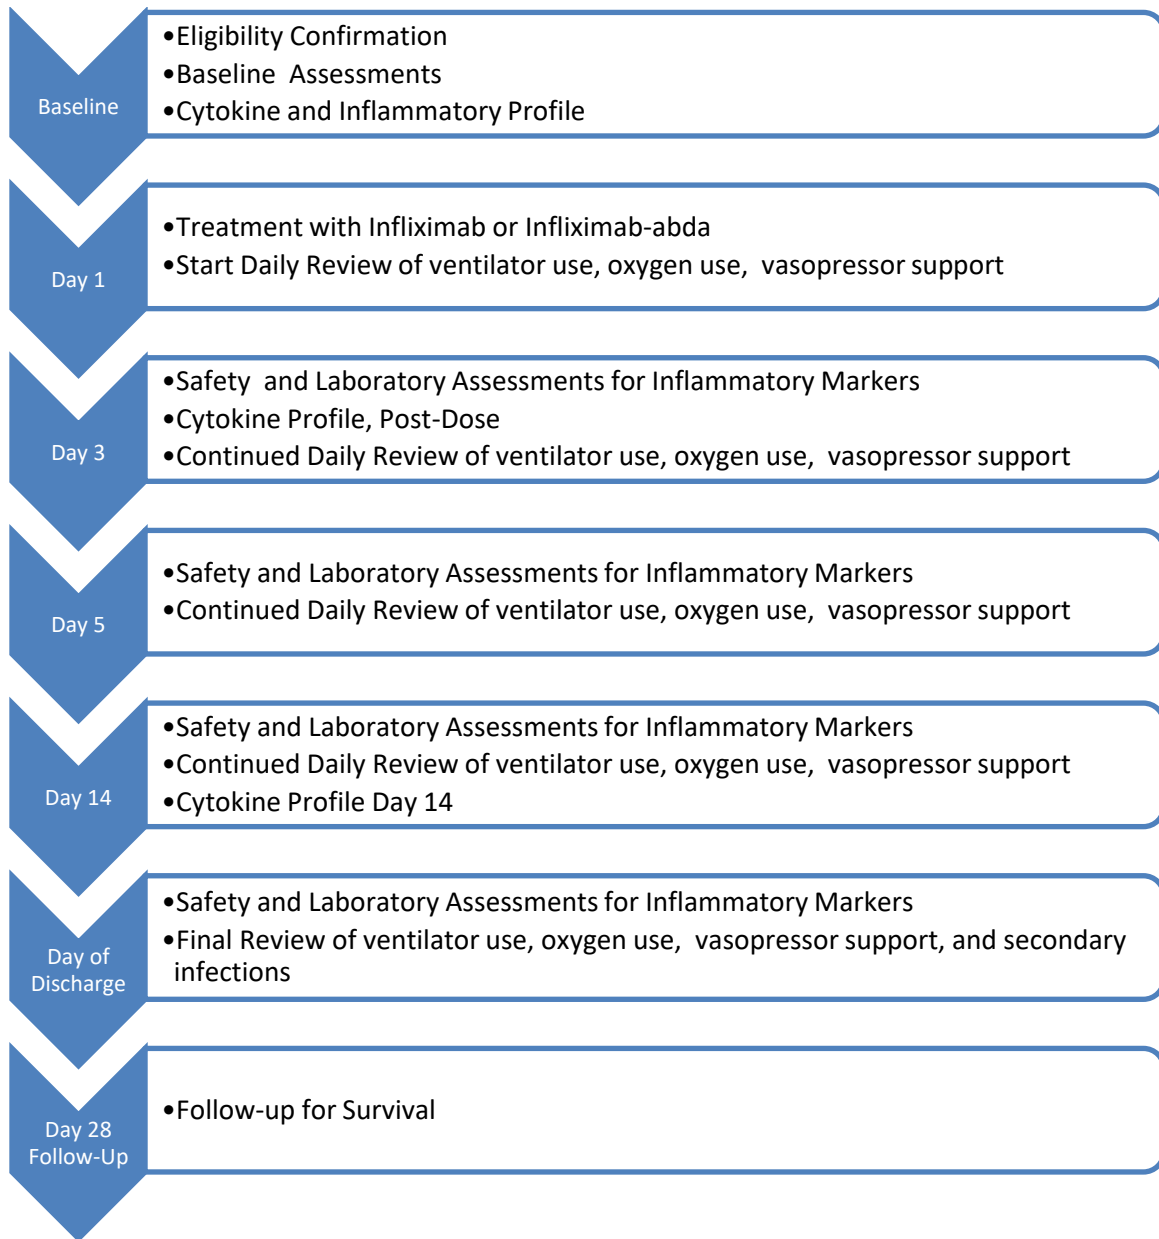 Baseline
•Eligibility Confirmation
•Baseline  Assessments
•Cytokine and Inflammatory Profile
Day 1
•Treatment with Infliximab or Infliximab-abda
•Start Daily Review of ventilator use, oxygen use,  vasopressor support
Day 3
•Safety  and Laboratory Assessments for Inflammatory Markers
•Cytokine Profile, Post-Dose
•Continued Daily Review of ventilator use, oxygen use,  vasopressor support
Day 5
•Safety and Laboratory Assessments for Inflammatory Markers
•Continued Daily Review of ventilator use, oxygen use,  vasopressor support
Day 14
•Safety and Laboratory Assessments for Inflammatory Markers
•Continued Daily Review of ventilator use, oxygen use,  vasopressor support
•Cytokine Profile Day 14
Day of
Discharge
•Safety and Laboratory Assessments for Inflammatory Markers
•Final Review of ventilator use, oxygen use,  vasopressor support, and secondary
infections
Day 28
Follow-Up
•Follow-up for Survival